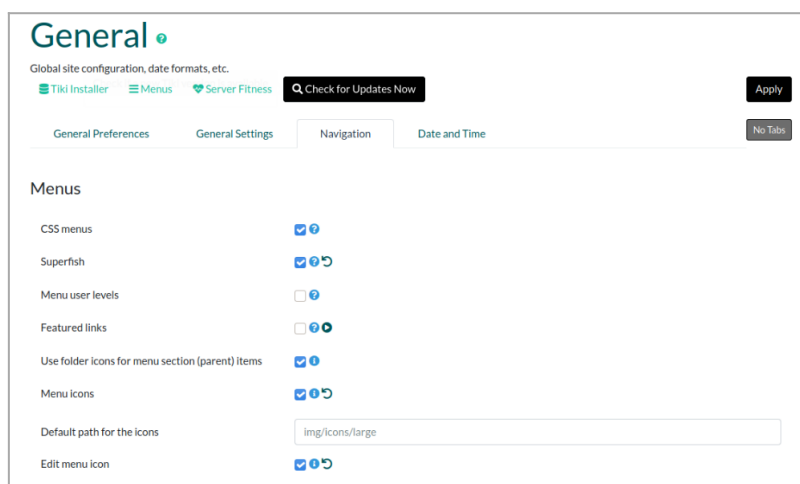 General
Global site configuration, date formats, etc.
Tiki Installer Menus Server Fitness Check for Updates Now Apply
General Preferences General Settings Navigation Date and Time No Tabs
Menus
CSS menus
Superfish
Menu user levels
Featured links
Use folder icons for menu section (parent) items
Menu icons
Default path for the icons img/icons/large
Edit menu icon